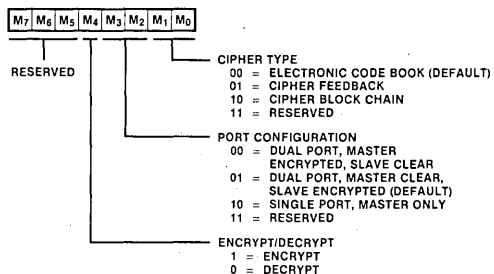 M7 M6 M5 M4 M3 M2 M1 M0
RESERVED
CIPHER TYPE
00 = ELECTRONIC CODE BOOK (DEFAULT)
01 = CIPHER FEEDBACK
10 = CIPHER BLOCK CHAIN
11 = RESERVED
PORT CONFIGURATION
00 = DUAL PORT, MASTER
ENCRYPTED, SLAVE CLEAR
01 = DUAL PORT, MASTER CLEAR,
SLAVE ENCRYPTED (DEFAULT)
10 = SINGLE PORT, MASTER ONLY
11 = RESERVED
ENCRYPT/DECRYPT
1 = ENCRYPT
0 = DECRYPT